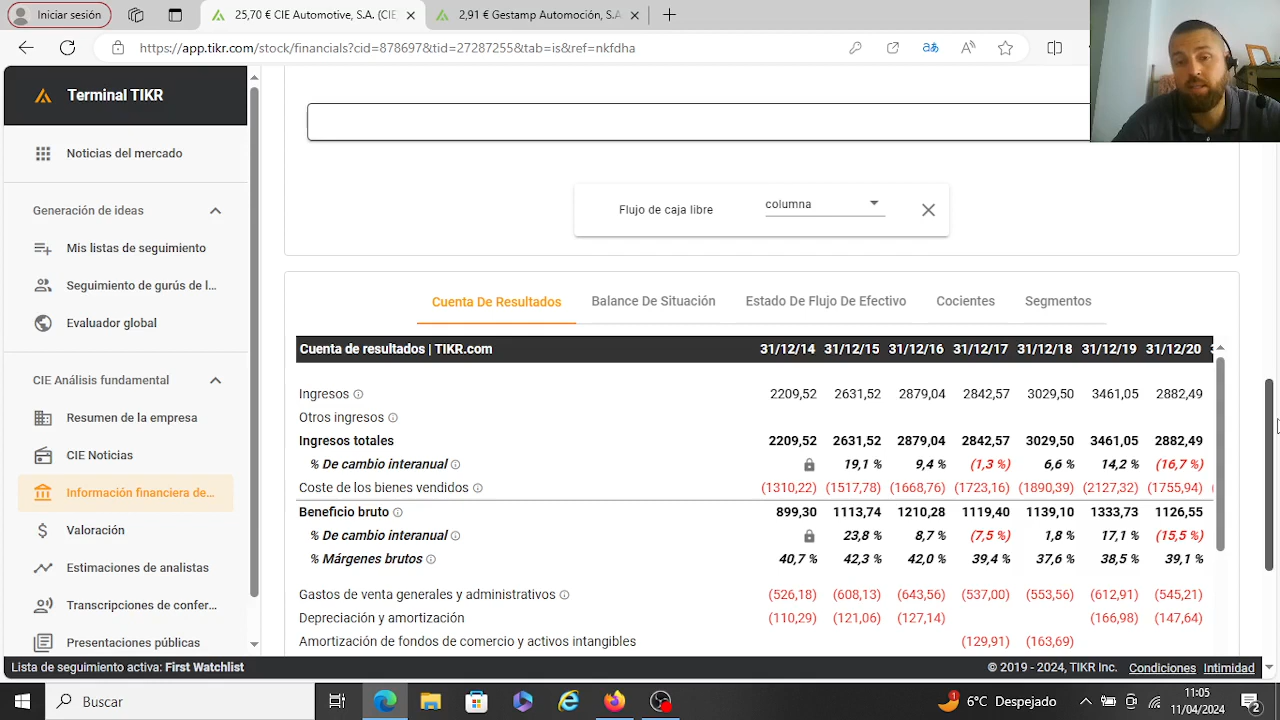 Iniciar sesión
25,70 € CIE Automotive, S.A. (CIE
2,91 € Gestamp Automoción, S.A
https://app.tikr.com/stock/financials?cid=878697&tid=27287255&tab=is&ref=nkfdha
Terminal TIKR
Noticias del mercado
Generación de ideas
Mis listas de seguimiento
Seguimiento de gurús de l...
Evaluador global
CIE Análisis fundamental
Resumen de la empresa
CIE Noticias
Información financiera de...
Valoración
Estimaciones de analistas
Transcripciones de confer...
Presentaciones públicas
Flujo de caja libre columna
Cuenta De Resultados Balance De Situación Estado De Flujo De Efectivo Cocientes Segmentos
Cuenta de resultados | TIKR.com 31/12/14 31/12/15 31/12/16 31/12/17 31/12/18 31/12/19 31/12/20
Ingresos 2209,52 2631,52 2879,04 2842,57 3029,50 3461,05 2882,49
Otros ingresos
Ingresos totales 2209,52 2631,52 2879,04 2842,57 3029,50 3461,05 2882,49
% De cambio interanual 19,1 % 9,4 % (1,3 %) 6,6 % 14,2 % (16,7 %)
Coste de los bienes vendidos (1310,22) (1517,78) (1668,76) (1723,16) (1890,39) (2127,32) (1755,94) (
Beneficio bruto 899,30 1113,74 1210,28 1119,40 1139,10 1333,73 1126,55
% De cambio interanual 23,8 % 8,7 % (7,5 %) 1,8 % 17,1 % (15,5 %)
% Márgenes brutos 40,7 % 42,3 % 42,0 % 39,4 % 37,6 % 38,5 % 39,1 %
Gastos de venta generales y administrativos (526,18) (608,13) (643,56) (537,00) (553,56) (612,91) (545,21)
Depreciación y amortización (110,29) (121,06) (127,14) (166,98) (147,64)
Amortización de fondos de comercio y activos intangibles (129,91) (163,69)
Lista de seguimiento activa: First Watchlist © 2019 - 2024, TIKR Inc. Condiciones Intimidad
Buscar
1
6°C Despejado
11:05
11/04/2024
2